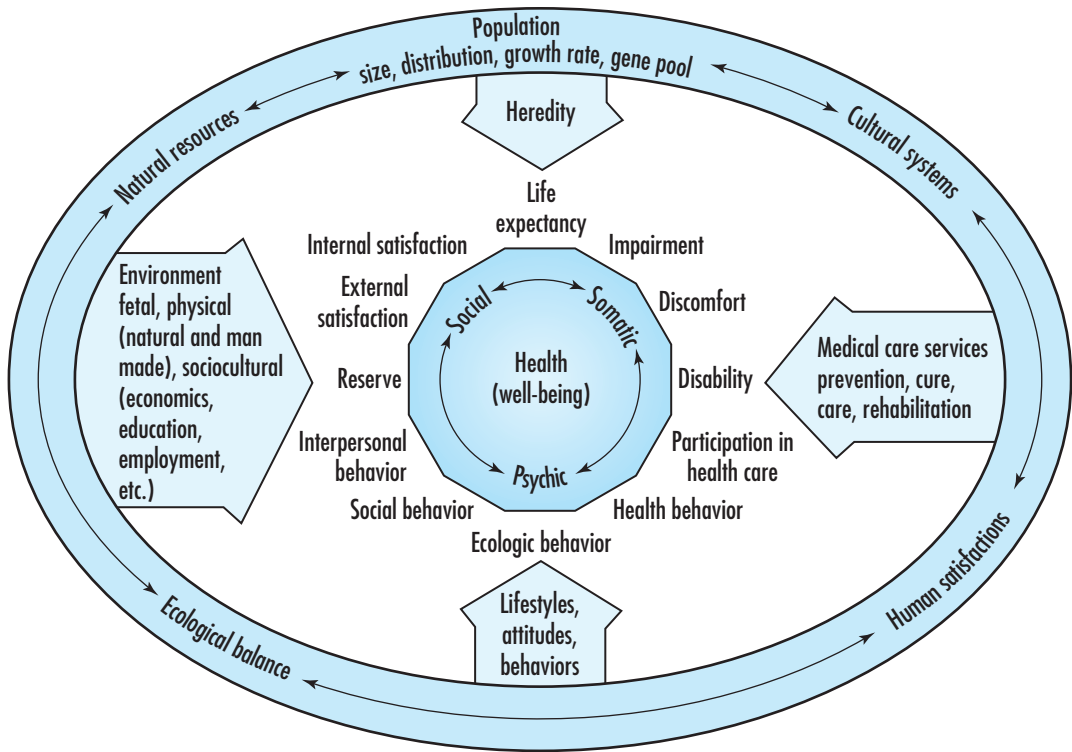 Population
size, distribution, growth rate, gene pool
Natural resources
Cultural systems
Heredity
Life
expectancy
Internal satisfaction
Impairment
External
satisfaction
Discomfort
Reserve
Disability
Interpersonal
behavior
Participation in
health care
Social behavior
Health behavior
Ecologic behavior
Social
Somatic
Health
(well-being)
Psychic
Environment
fetal, physical
(natural and man
made), sociocultural
(economics,
education,
employment,
etc.)
Medical care services
prevention, cure,
care, rehabilitation
Lifestyles,
attitudes,
behaviors
Ecological balance
Human satisfactions